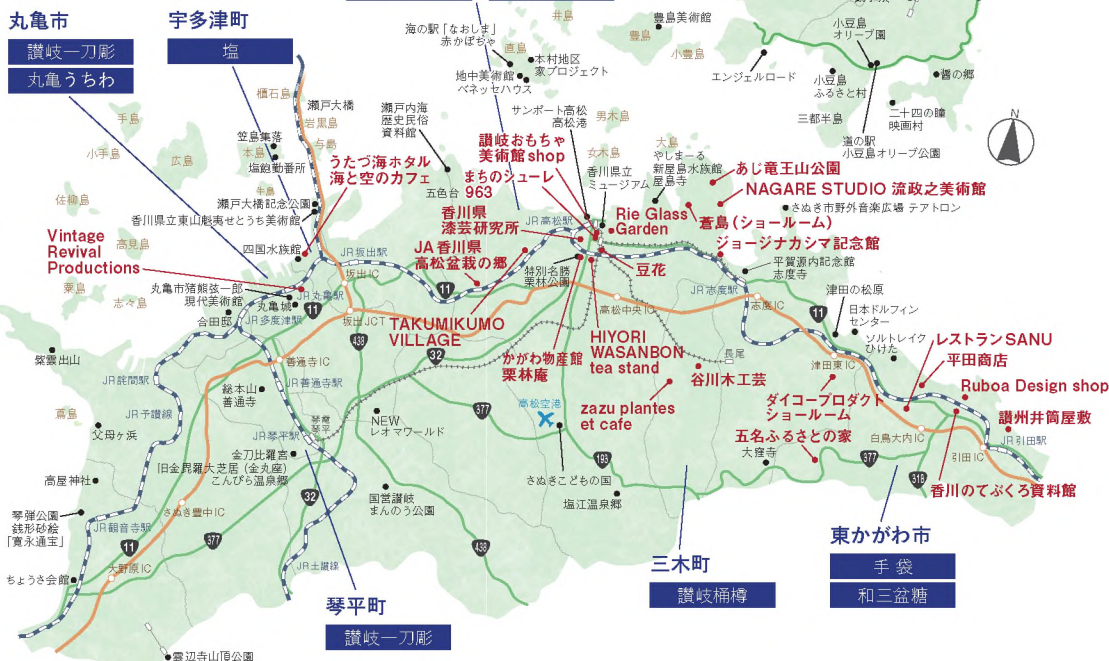 丸亀市
讃岐一刀彫
丸亀うちわ
宇多津町
塩
井島
豊島美術館
豊島
小豊島
海の駅「なおしま」
赤かぼちゃ
直島
本村地区
家プロジェクト
地中美術館
ベネッセハウス
エンジェルロード
小豆島
オリーブ園
小豆島
ふるさと村
醤の郷
二十四の瞳
映画村
三都半島
道の駅
小豆島オリーブ公園
N
サンポート高松
高松港
男木島
女木島
大島
櫃石島
瀬戸大橋
岩黒島
与島
手島
小手島
広島
笠島集落
本島
塩飽勤番所
牛島
佐柳島
高見島
粟島
志々島
蔦島
瀬戸内海
歴史民俗
資料館
五色台
瀬戸大橋記念公園
香川県立東山魁夷せとうち美術館
四国水族館
うたづ海ホタル
海と空のカフェ
讃岐おもちゃ
美術館 shop
まちのシューレ
963
香川県
漆芸研究所
JA 香川県
高松盆栽の郷
香川県立
ミュージアム
やしまーる
新屋島水族館
屋島寺
あじ竜王山公園
NAGARE STUDIO 流政之美術館
さぬき市野外音楽広場 テアトロン
蒼島（ショールーム）
ジョージナカシマ記念館
Rie Glass
Garden
豆花
平賀源内記念館
志度寺
Vintage
Revival
Productions
丸亀市猪熊弦一郎
現代美術館
丸亀城
合田邸
JR丸亀駅
JR多度津駅
JR坂出駅
坂出IC
坂出JCT
11
11
438
32
JR高松駅
特別名勝
栗林公園
高松中央IC
JR志度駅
志度IC
11
津田の松原
日本ドルフィン
センター
ソルトレイク
ひけた
津田東IC
レストランSANU
平田商店
Ruboa Design shop
讃州井筒屋敷
JR引田駅
引田IC
白鳥大内IC
香川のてぶくろ資料館
TAKUMIKUMO
VILLAGE
かがわ物産館
栗林庵
HIYORI
WASANBON
tea stand
長尾
谷川木工芸
zazu plantes
et cafe
ダイコープロダクト
ショールーム
五名ふるさとの家
大窪寺
377
318
紫雲出山
JR詫間駅
JR予讃線
善通寺IC
総本山
善通寺
JR善通寺駅
父母ヶ浜
高屋神社
琴電
琴平
JR琴平駅
NEW
レオマワールド
377
高松空港
さぬきこどもの国
193
塩江温泉郷
金刀比羅宮
旧金毘羅大芝居（金丸座）
こんぴら温泉郷
32
国営讃岐
まんのう公園
438
琴弾公園
銭形砂絵
「寛永通宝」
JR観音寺駅
さぬき豊中IC
11
377
大野原IC
JR土讃線
ちょうさ会館
雲辺寺山頂公園
琴平町
讃岐一刀彫
三木町
讃岐桶樽
東かがわ市
手袋
和三盆糖